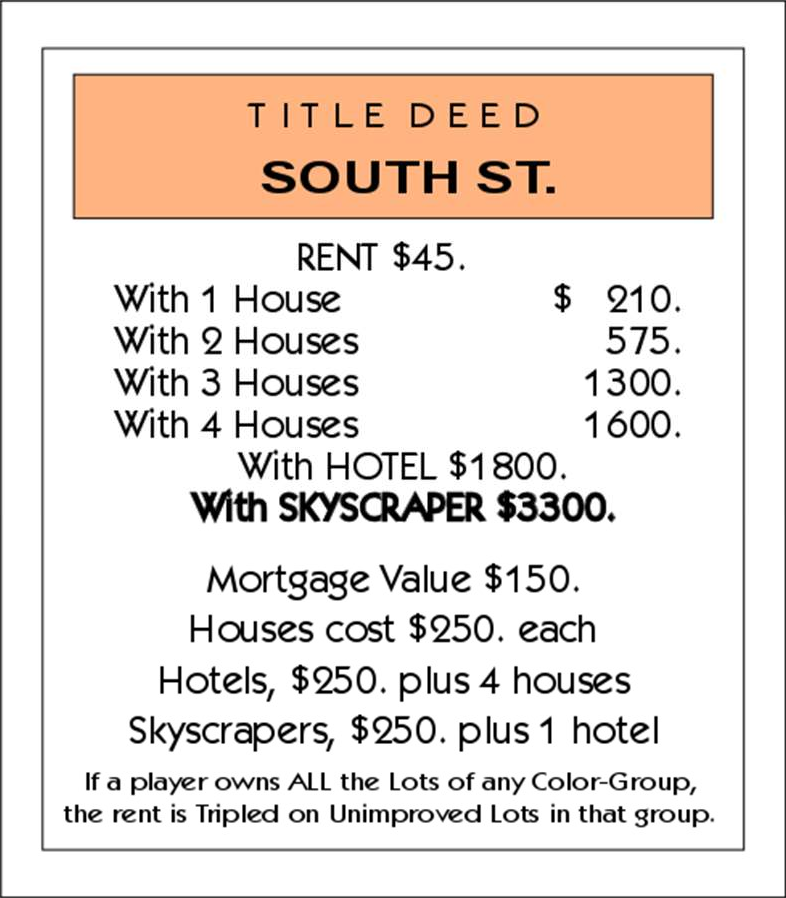 TITLE DEED
SOUTH ST.
RENT $45.
With 1 House $ 210.
With 2 Houses 575.
With 3 Houses 1300.
With 4 Houses 1600.
With HOTEL $1800.
With SKYSCRAPER $3300.
Mortgage Value $150.
Houses cost $250. each
Hotels, $250. plus 4 houses
Skyscrapers, $250. plus 1 hotel
If a player owns ALL the Lots of any Color-Group,
the rent is Tripled on Unimproved Lots in that group.